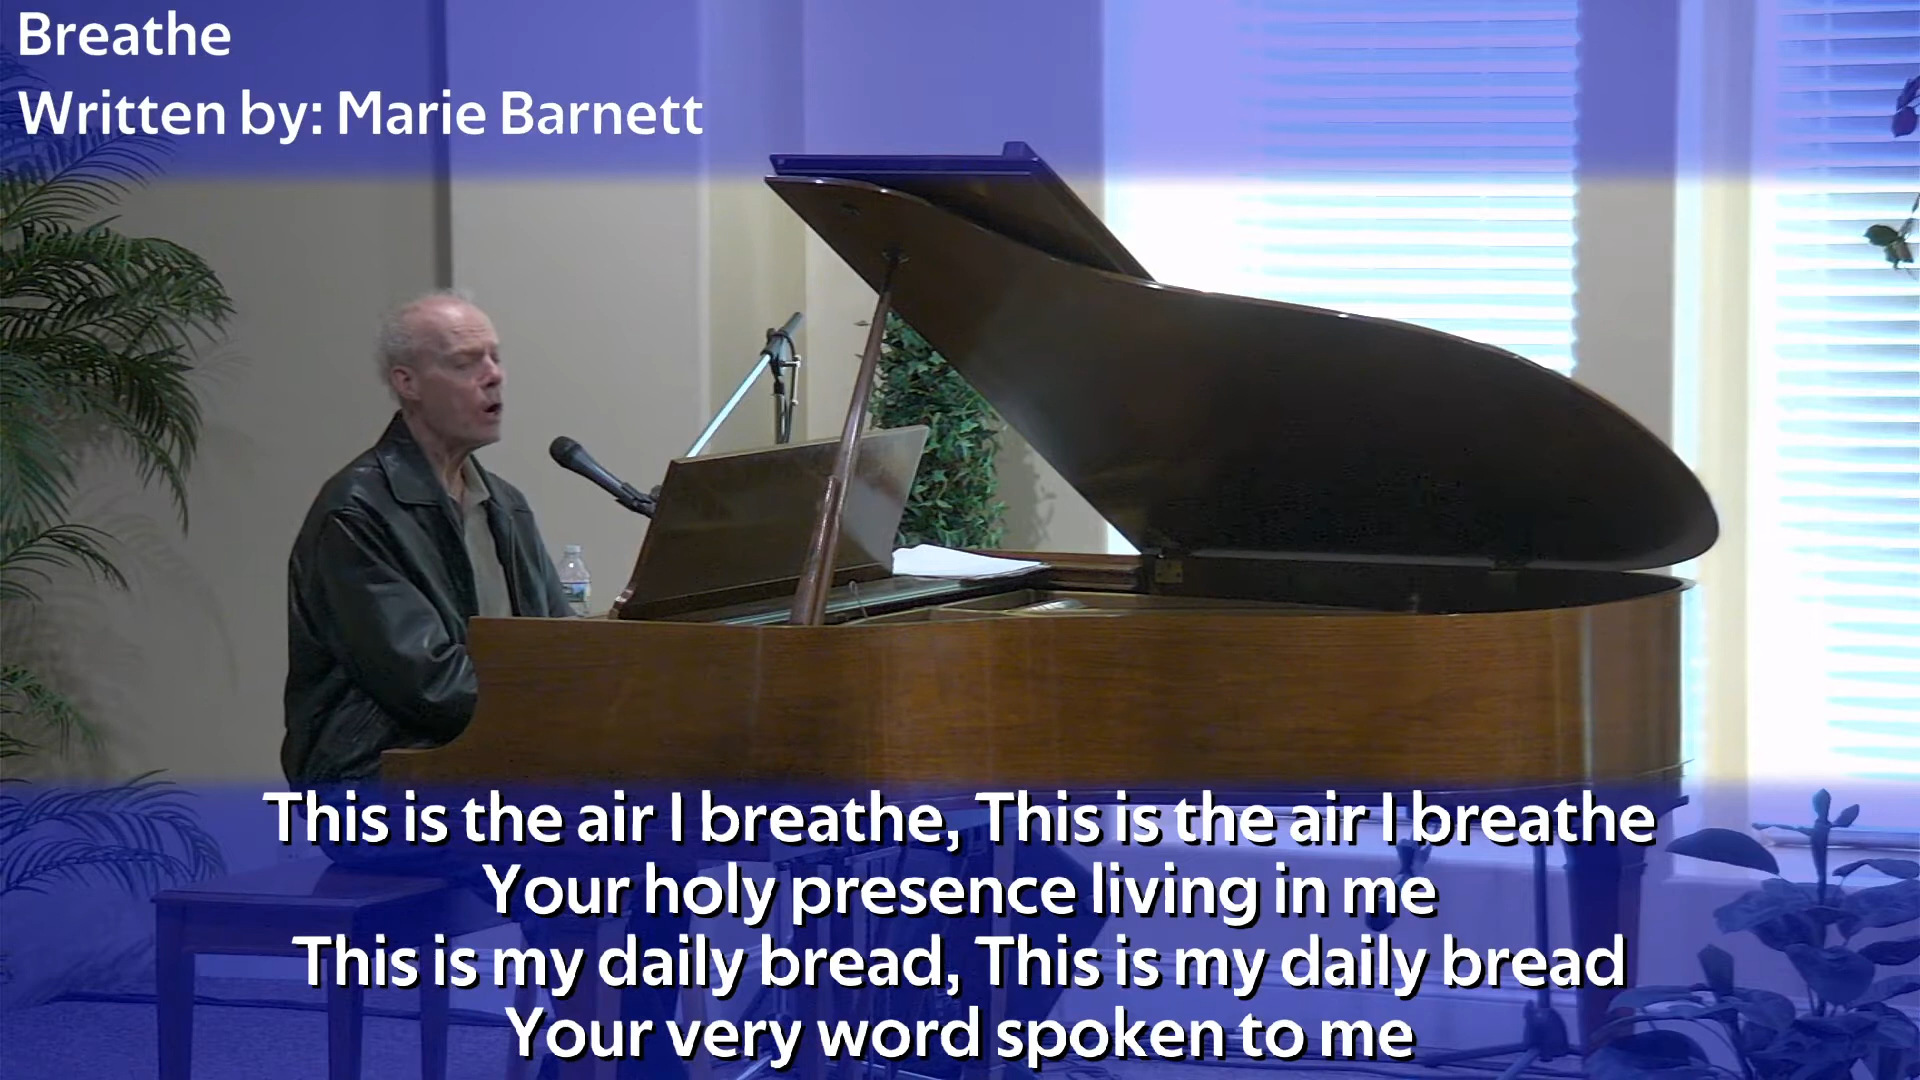 Breathe
Written by: Marie Barnett
This is the air I breathe, This is the air I breathe
Your holy presence living in me
This is my daily bread, This is my daily bread
Your very word spoken to me